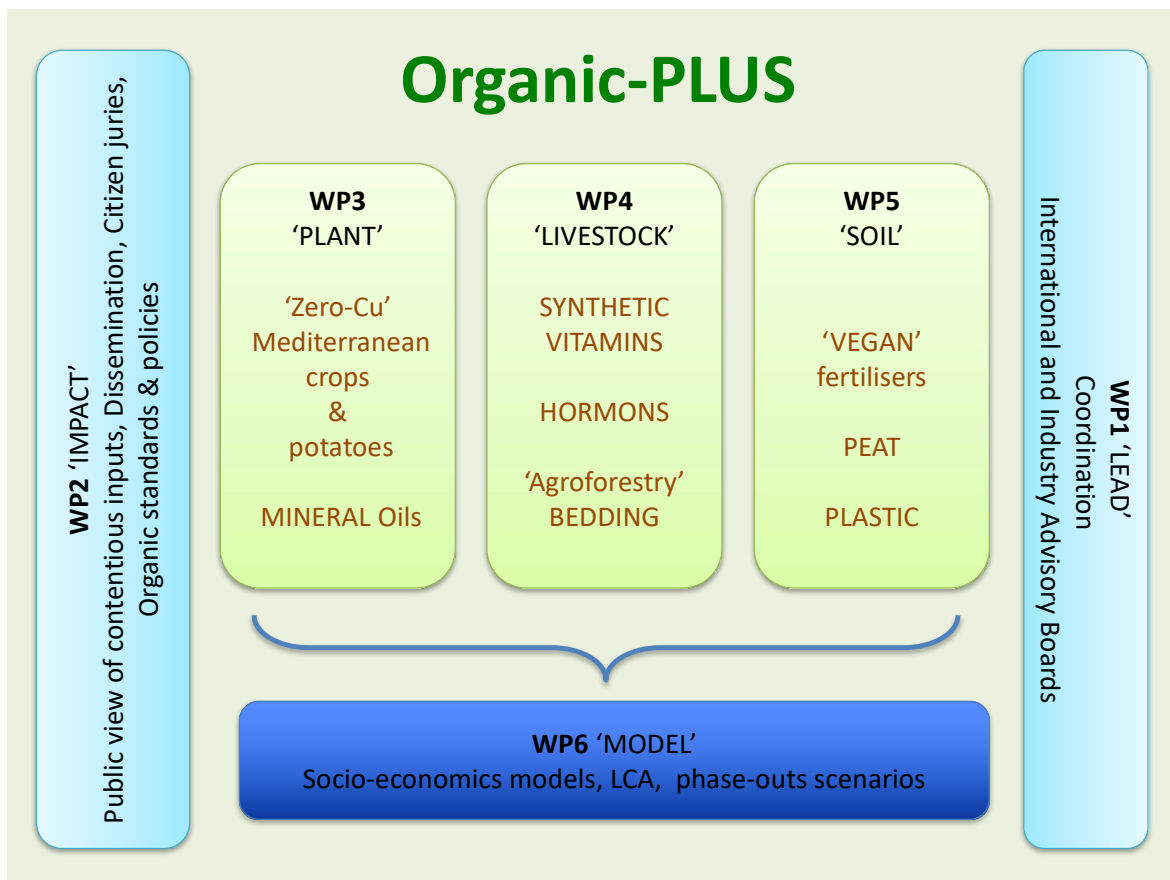 Organic-PLUS
WP2 ‘IMPACT’
Public view of contentious inputs, Dissemination, Citizen juries,
Organic standards & policies
WP3
‘PLANT’
‘Zero-Cu’
Mediterranean
crops
&
potatoes
MINERAL Oils
WP4
‘LIVESTOCK’
SYNTHETIC
VITAMINS
HORMONS
‘Agroforestry’
BEDDING
WP5
‘SOIL’
‘VEGAN’
fertilisers
PEAT
PLASTIC
WP1 ‘LEAD’
Coordination
International and Industry Advisory Boards
WP6 ‘MODEL’
Socio-economics models, LCA,  phase-outs scenarios